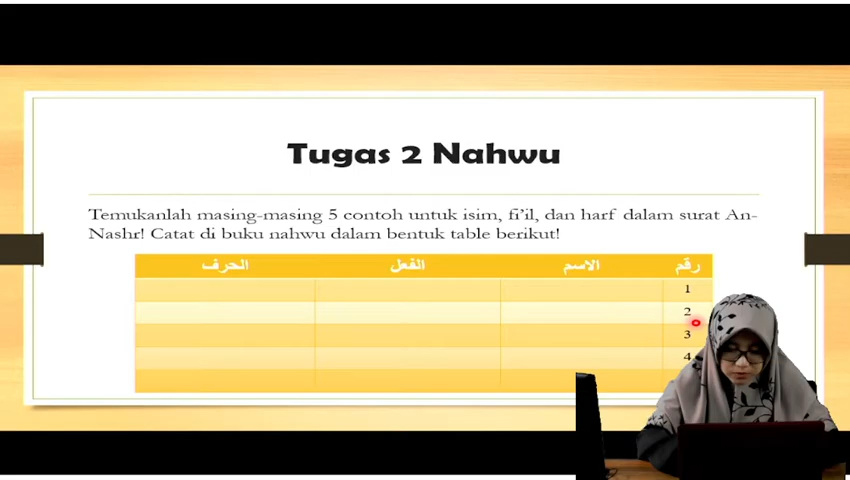 Tugas 2 Nahwu
Temukanlah masing-masing 5 contoh untuk isim, fi'il, dan harf dalam surat An-
Nashr! Catat di buku nahwu dalam bentuk table berikut!
رقم الاسم الفعل الحرف
1
2
3
4